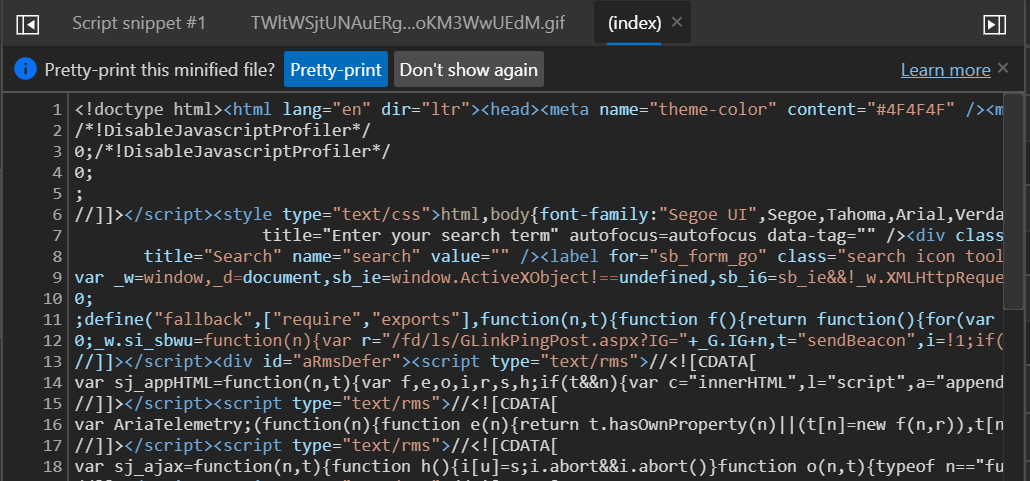 Script snippet #1 TWltWSjtUNAuERg...oKM3WwUEdM.gif (index) ×
Pretty-print this minified file? Pretty-print Don't show again Learn more ×
1 <!doctype html><html lang="en" dir="ltr"><head><meta name="theme-color" content="#4F4F4F" /><m
2 /*!DisableJavascriptProfiler*/
3 0;/*!DisableJavascriptProfiler*/
4 0;
5 ;
6 //]]></script><style type="text/css">html,body{font-family:"Segoe UI",Segoe,Tahoma,Arial,Verda
7 title="Enter your search term" autofocus=autofocus data-tag="" /><div class
8 title="Search" name="search" value="" /><label for="sb_form_go" class="search icon tool
9 var _w=window,_d=document,sb_ie=window.ActiveXObject!==undefined,sb_i6=sb_ie&&!_w.XMLHttpReque
10 0;
11 ;define("fallback",["require","exports"],function(n,t){function f(){return function(){for(var
12 0;_w.si_sbwu=function(n){var r="/fd/ls/GLinkPingPost.aspx?IG="+_G.IG+n,t="sendBeacon",i=!1;if(
13 //]]></script><div id="aRmsDefer"><script type="text/rms">//<![CDATA[
14 var sj_appHTML=function(n,t){var f,e,o,i,r,s,h;if(t&&n){var c="innerHTML",l="script",a="append
15 //]]></script><script type="text/rms">//<![CDATA[
16 var AriaTelemetry;(function(n){function e(n){return t.hasOwnProperty(n)||(t[n]=new f(n,r)),t[n
17 //]]></script><script type="text/rms">//<![CDATA[
18 var sj_ajax=function(n,t){function h(){i[u]=s;i.abort&&i.abort()}function o(n,t){typeof n=="fu